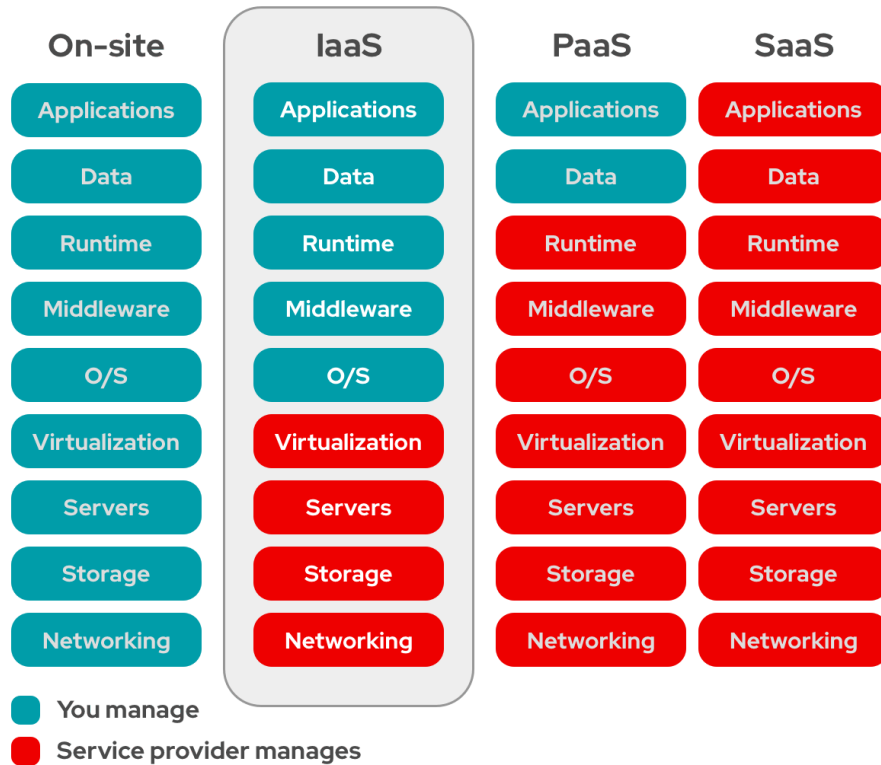 On-site IaaS PaaS SaaS
Applications Applications Applications Applications
Data Data Data Data
Runtime Runtime Runtime Runtime
Middleware Middleware Middleware Middleware
O/S O/S O/S O/S
Virtualization Virtualization Virtualization Virtualization
Servers Servers Servers Servers
Storage Storage Storage Storage
Networking Networking Networking Networking
You manage
Service provider manages